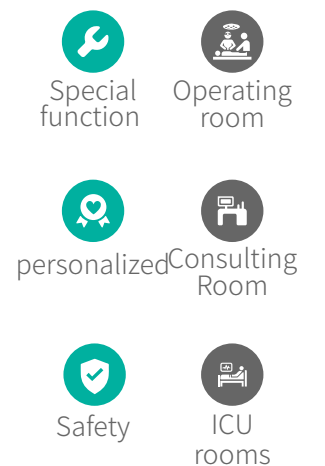 Special
function
Operating
room
personalized
Consulting
Room
Safety
ICU
rooms